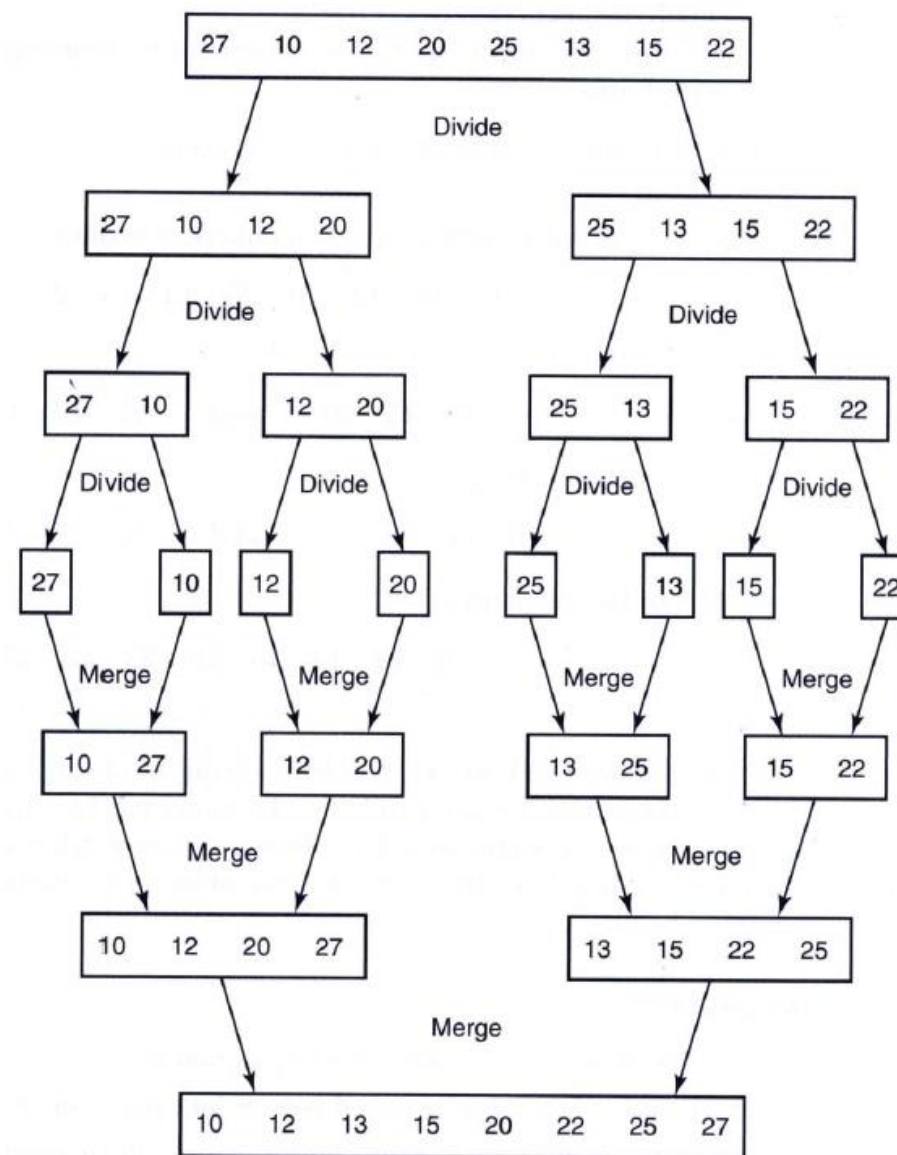 27 10 12 20 25 13 15 22
Divide
27 10 12 20 25 13 15 22
Divide Divide
27 10 12 20 25 13 15 22
Divide Divide Divide Divide
27 10 12 20 25 13 15 22
Merge Merge Merge Merge
10 27 12 20 13 25 15 22
Merge Merge
10 12 20 27 13 15 22 25
Merge
10 12 13 15 20 22 25 27